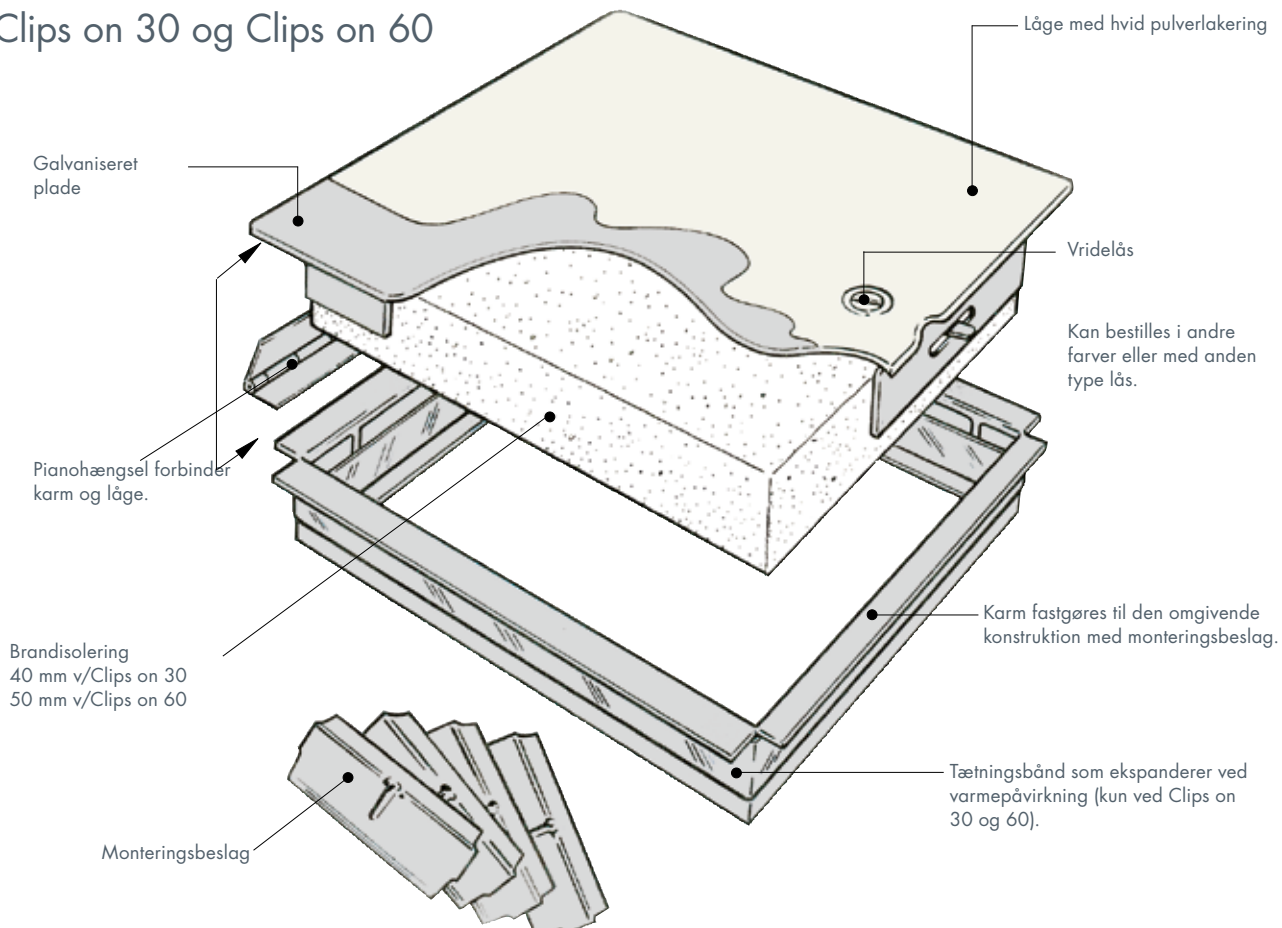 Clips on 30 og Clips on 60
Låge med hvid pulverlakering
Galvaniseret
plade
Vridelås
Kan bestilles i andre
farver eller med anden
type lås.
Pianohængsel forbinder
karm og låge.
Karm fastgøres til den omgivende
konstruktion med monteringsbeslag.
Brandisolering
40 mm v/Clips on 30
50 mm v/Clips on 60
Tætningsbånd som ekspanderer ved
varmepåvirkning (kun ved Clips on
30 og 60).
Monteringsbeslag